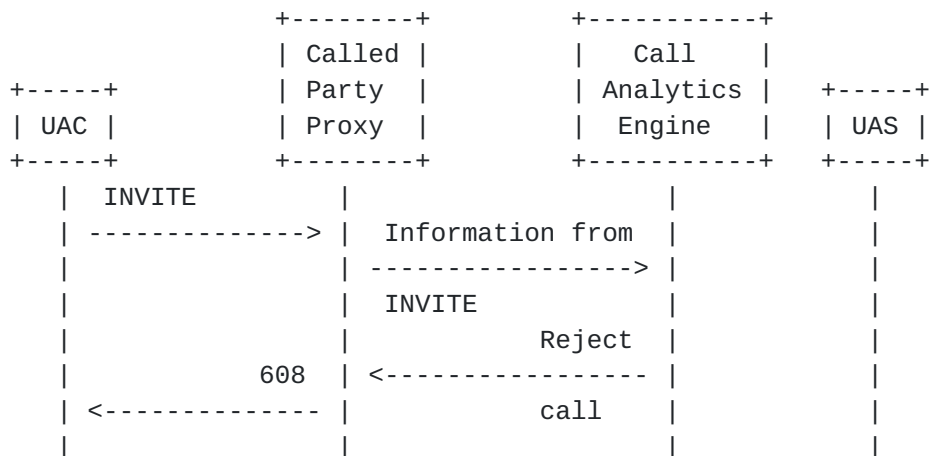 Called Call
Party Analytics
UAC Proxy Engine UAS
INVITE
Information from
INVITE
Reject
608
call